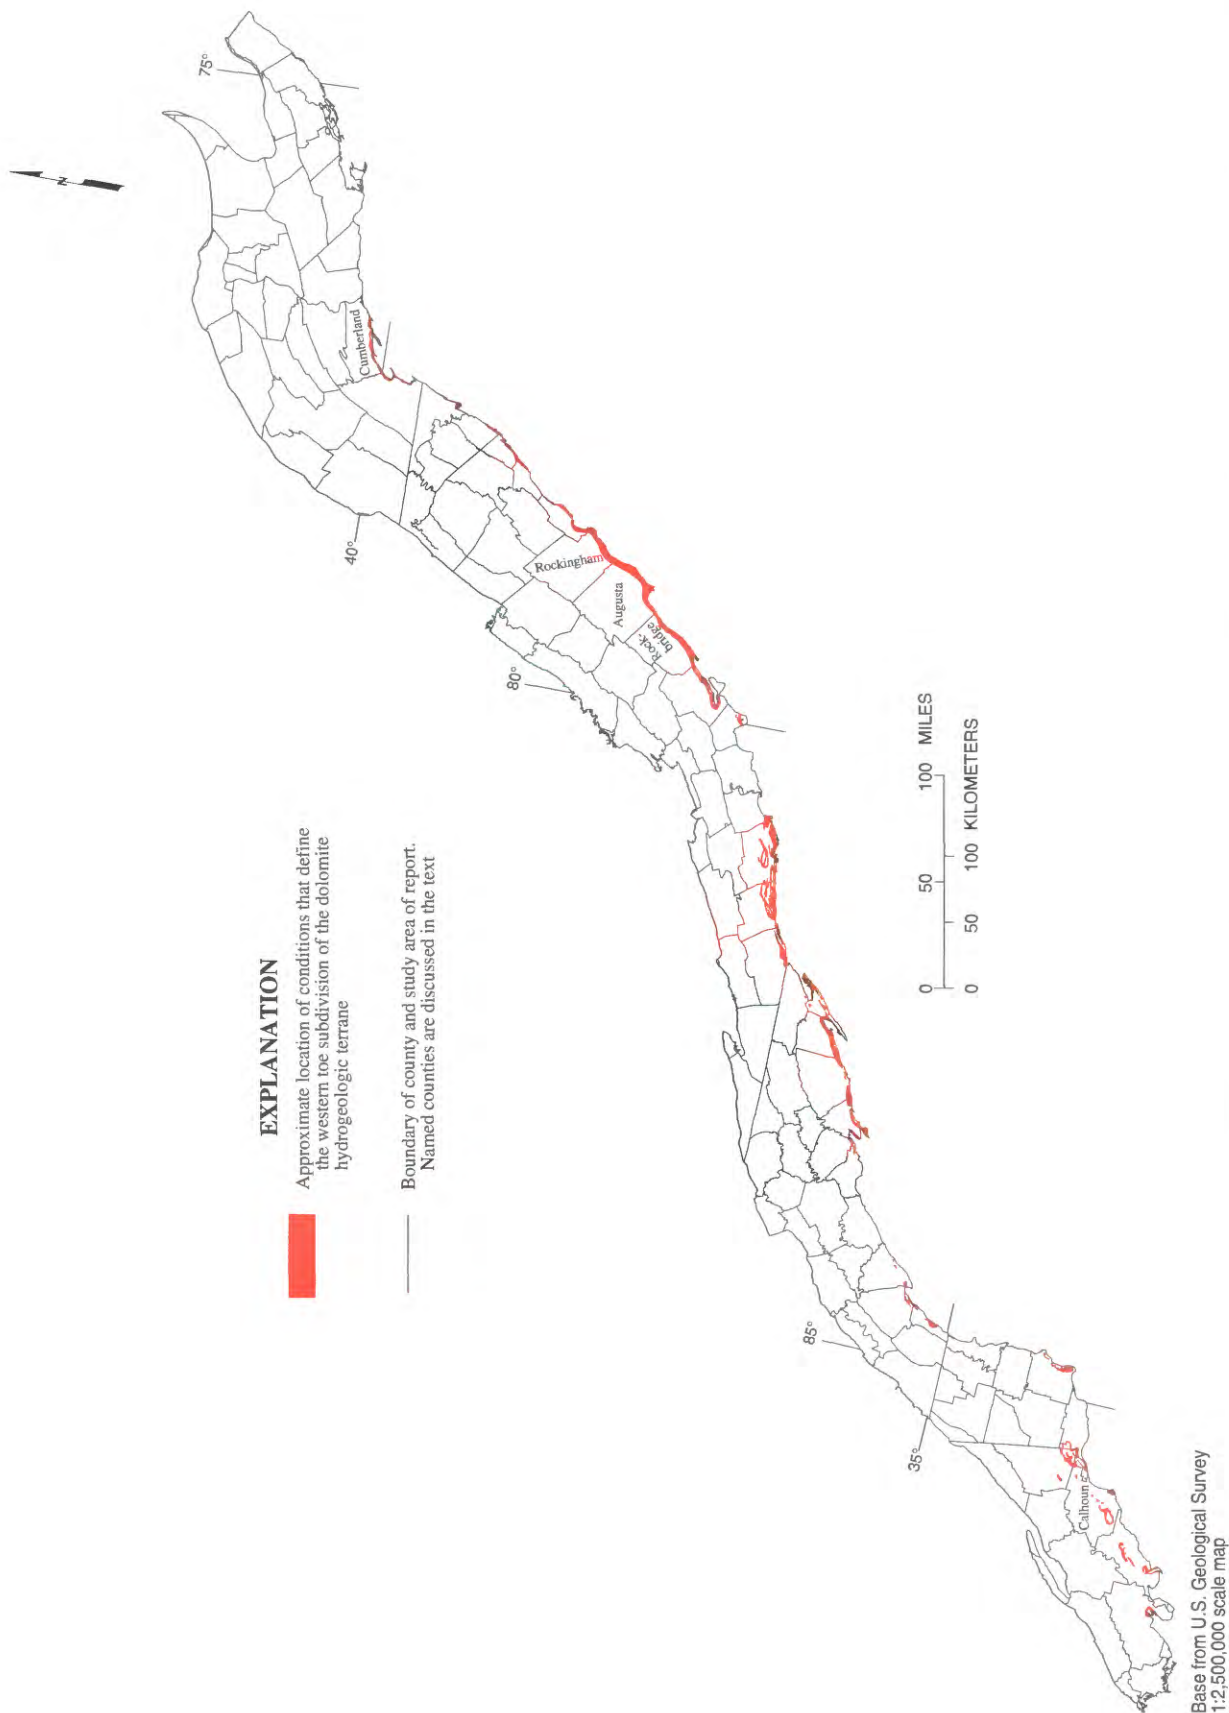 EXPLANATION
Approximate location of conditions that define
the western toe subdivision of the dolomite
hydrogeologic terrane
Boundary of county and study area of report.
Named counties are discussed in the text
N
75°
40°
80°
85°
35°
Cumberland
Rockingham
Augusta
Rock-
bridge
Calhoun
0 50 100 MILES
0 50 100 KILOMETERS
Base from U.S. Geological Survey
1:2,500,000 scale map